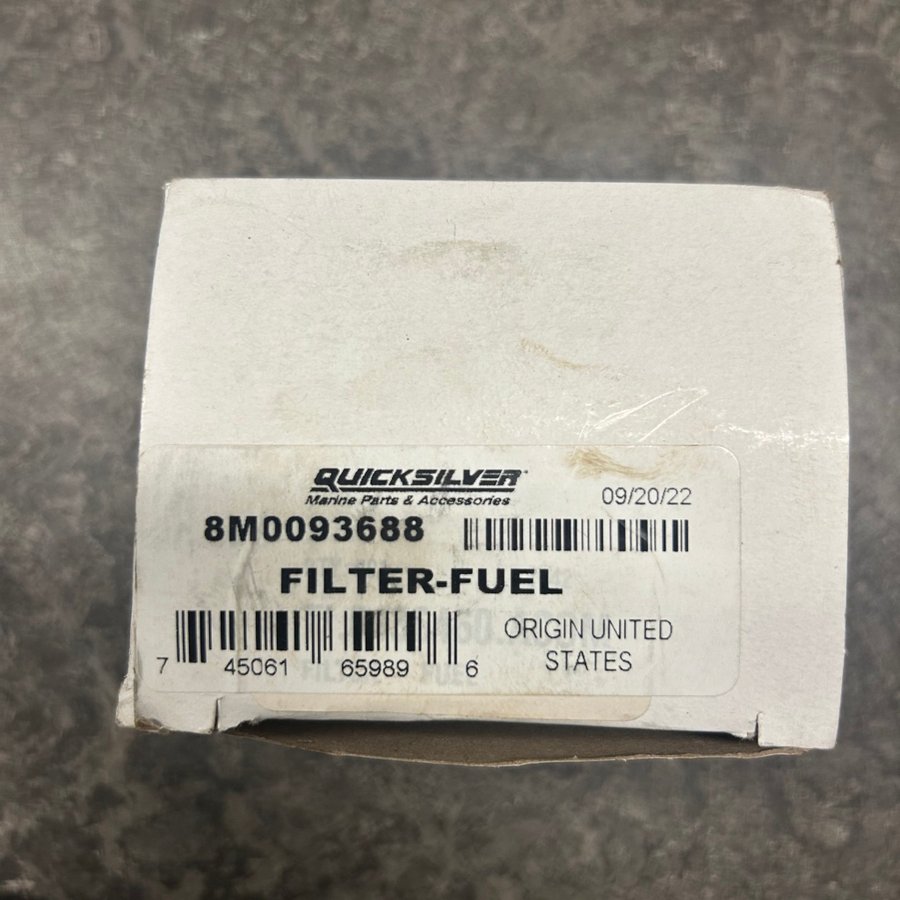 QUICKSILVER
Marine Parts & Accessories
09/20/22
8M0093688
FILTER-FUEL
7 45061 65989 6
ORIGIN UNITED
STATES